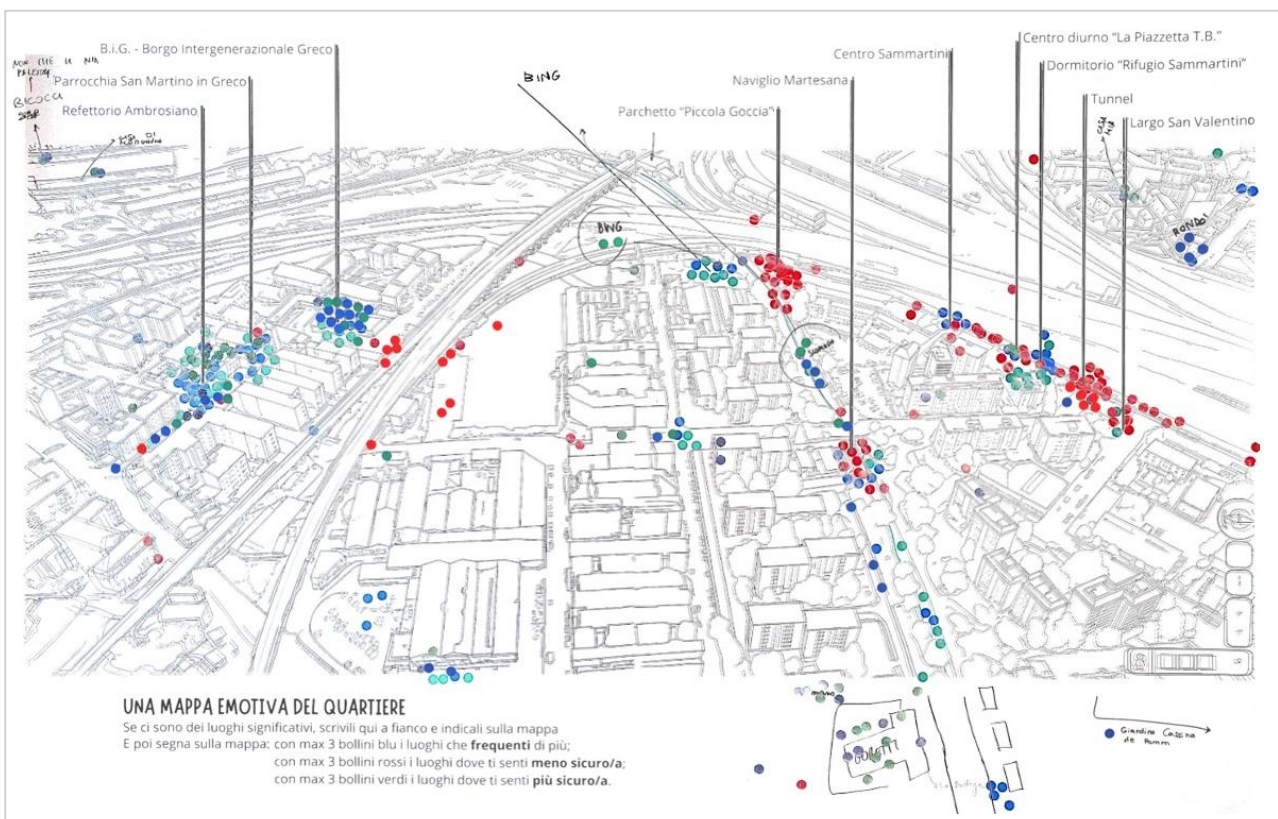 B.i.G. - Borgo Intergenerazionale Greco
Parrocchia San Martino in Greco
Refettorio Ambrosiano
BING
Parchetto "Piccola Goccia"
Naviglio Martesana
Centro Sammartini
Centro diurno "La Piazzetta T.B."
Dormitorio "Rifugio Sammartini"
Tunnel
Largo San Valentino
BING
RONDO'
UNA MAPPA EMOTIVA DEL QUARTIERE
Se ci sono dei luoghi significativi, scrivili qui a fianco e indicali sulla mappa
E poi segna sulla mappa: con max 3 bollini blu i luoghi che frequenti di più;
con max 3 bollini rossi i luoghi dove ti senti meno sicuro/a;
con max 3 bollini verdi i luoghi dove ti senti più sicuro/a.
GORETTI
Giardino Cassina
de Pomm